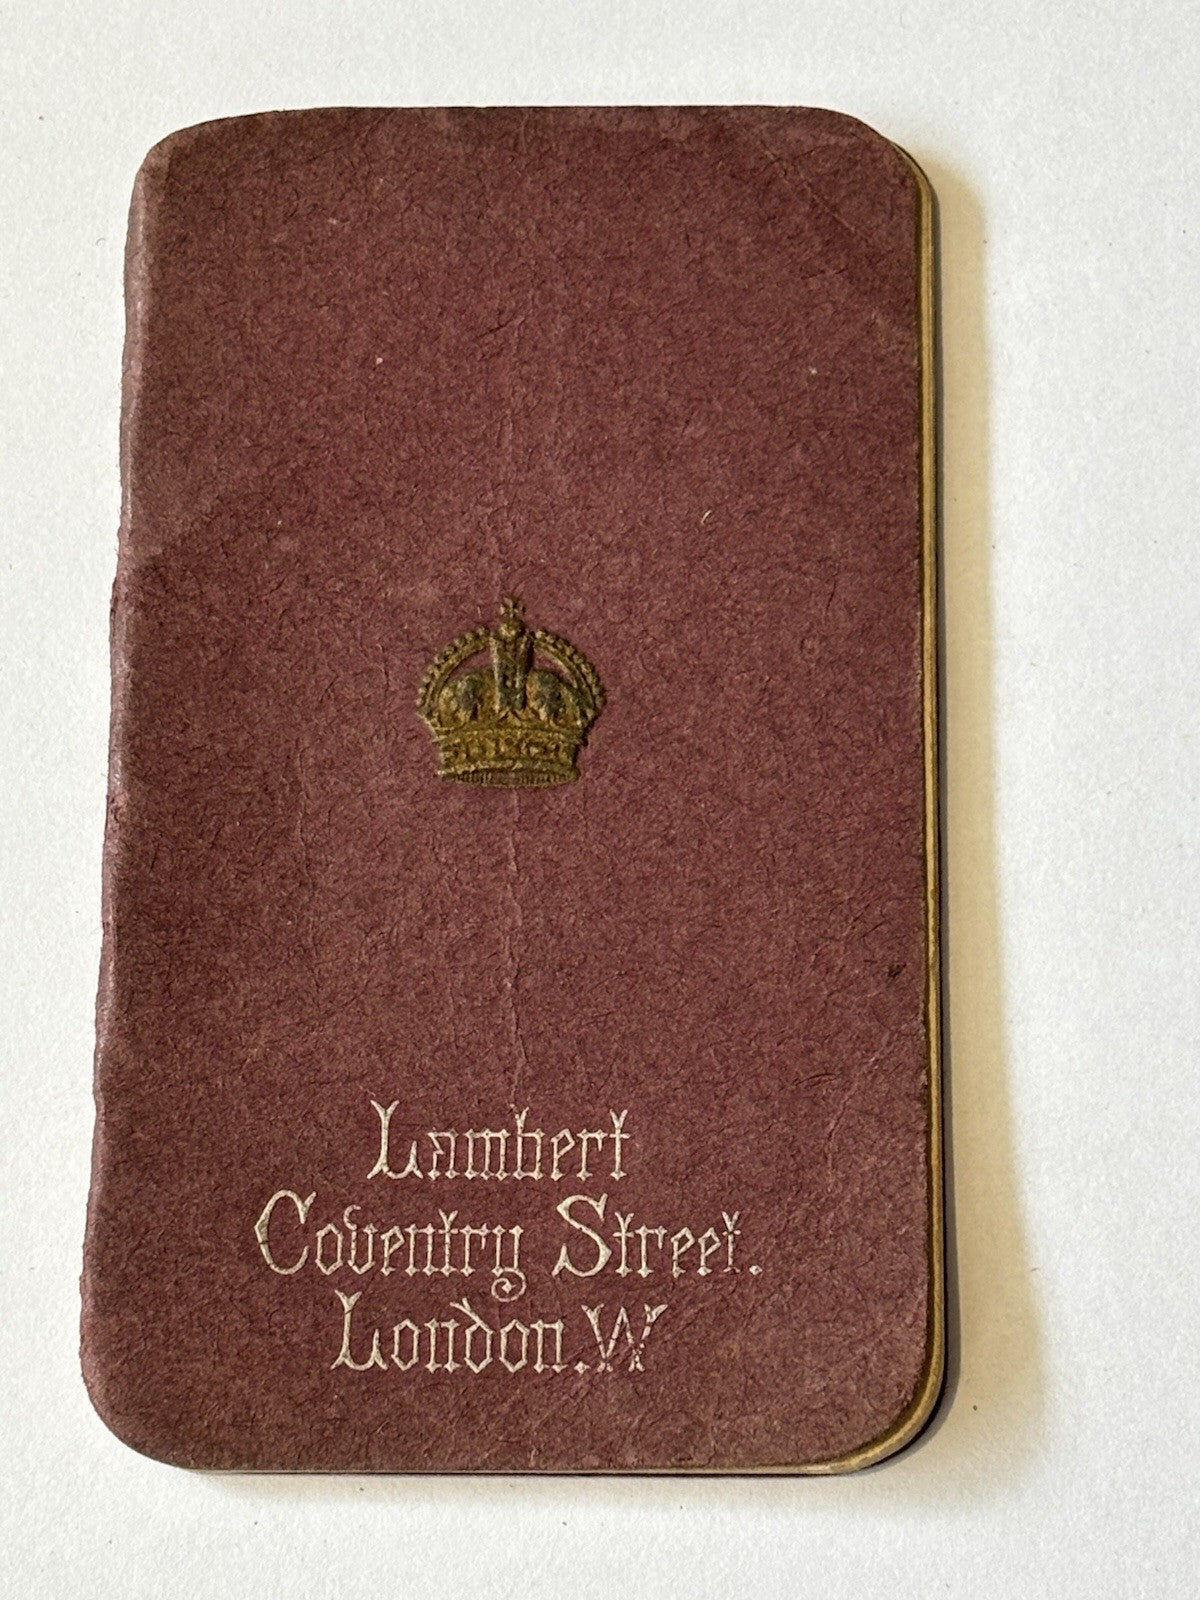 Lambert
Coventry Street.
London. W